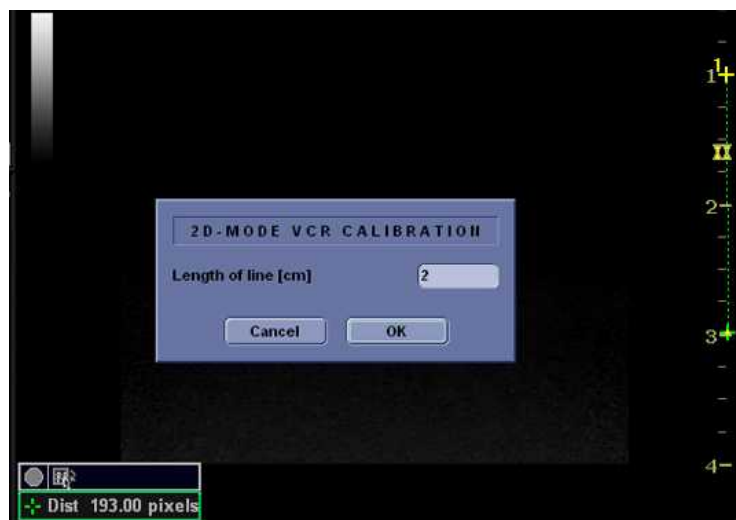 1
1
2
2D-MODE VCR CALIBRATION
Length of line [cm] 2
Cancel OK
3
4
Dist 193.00 pixels